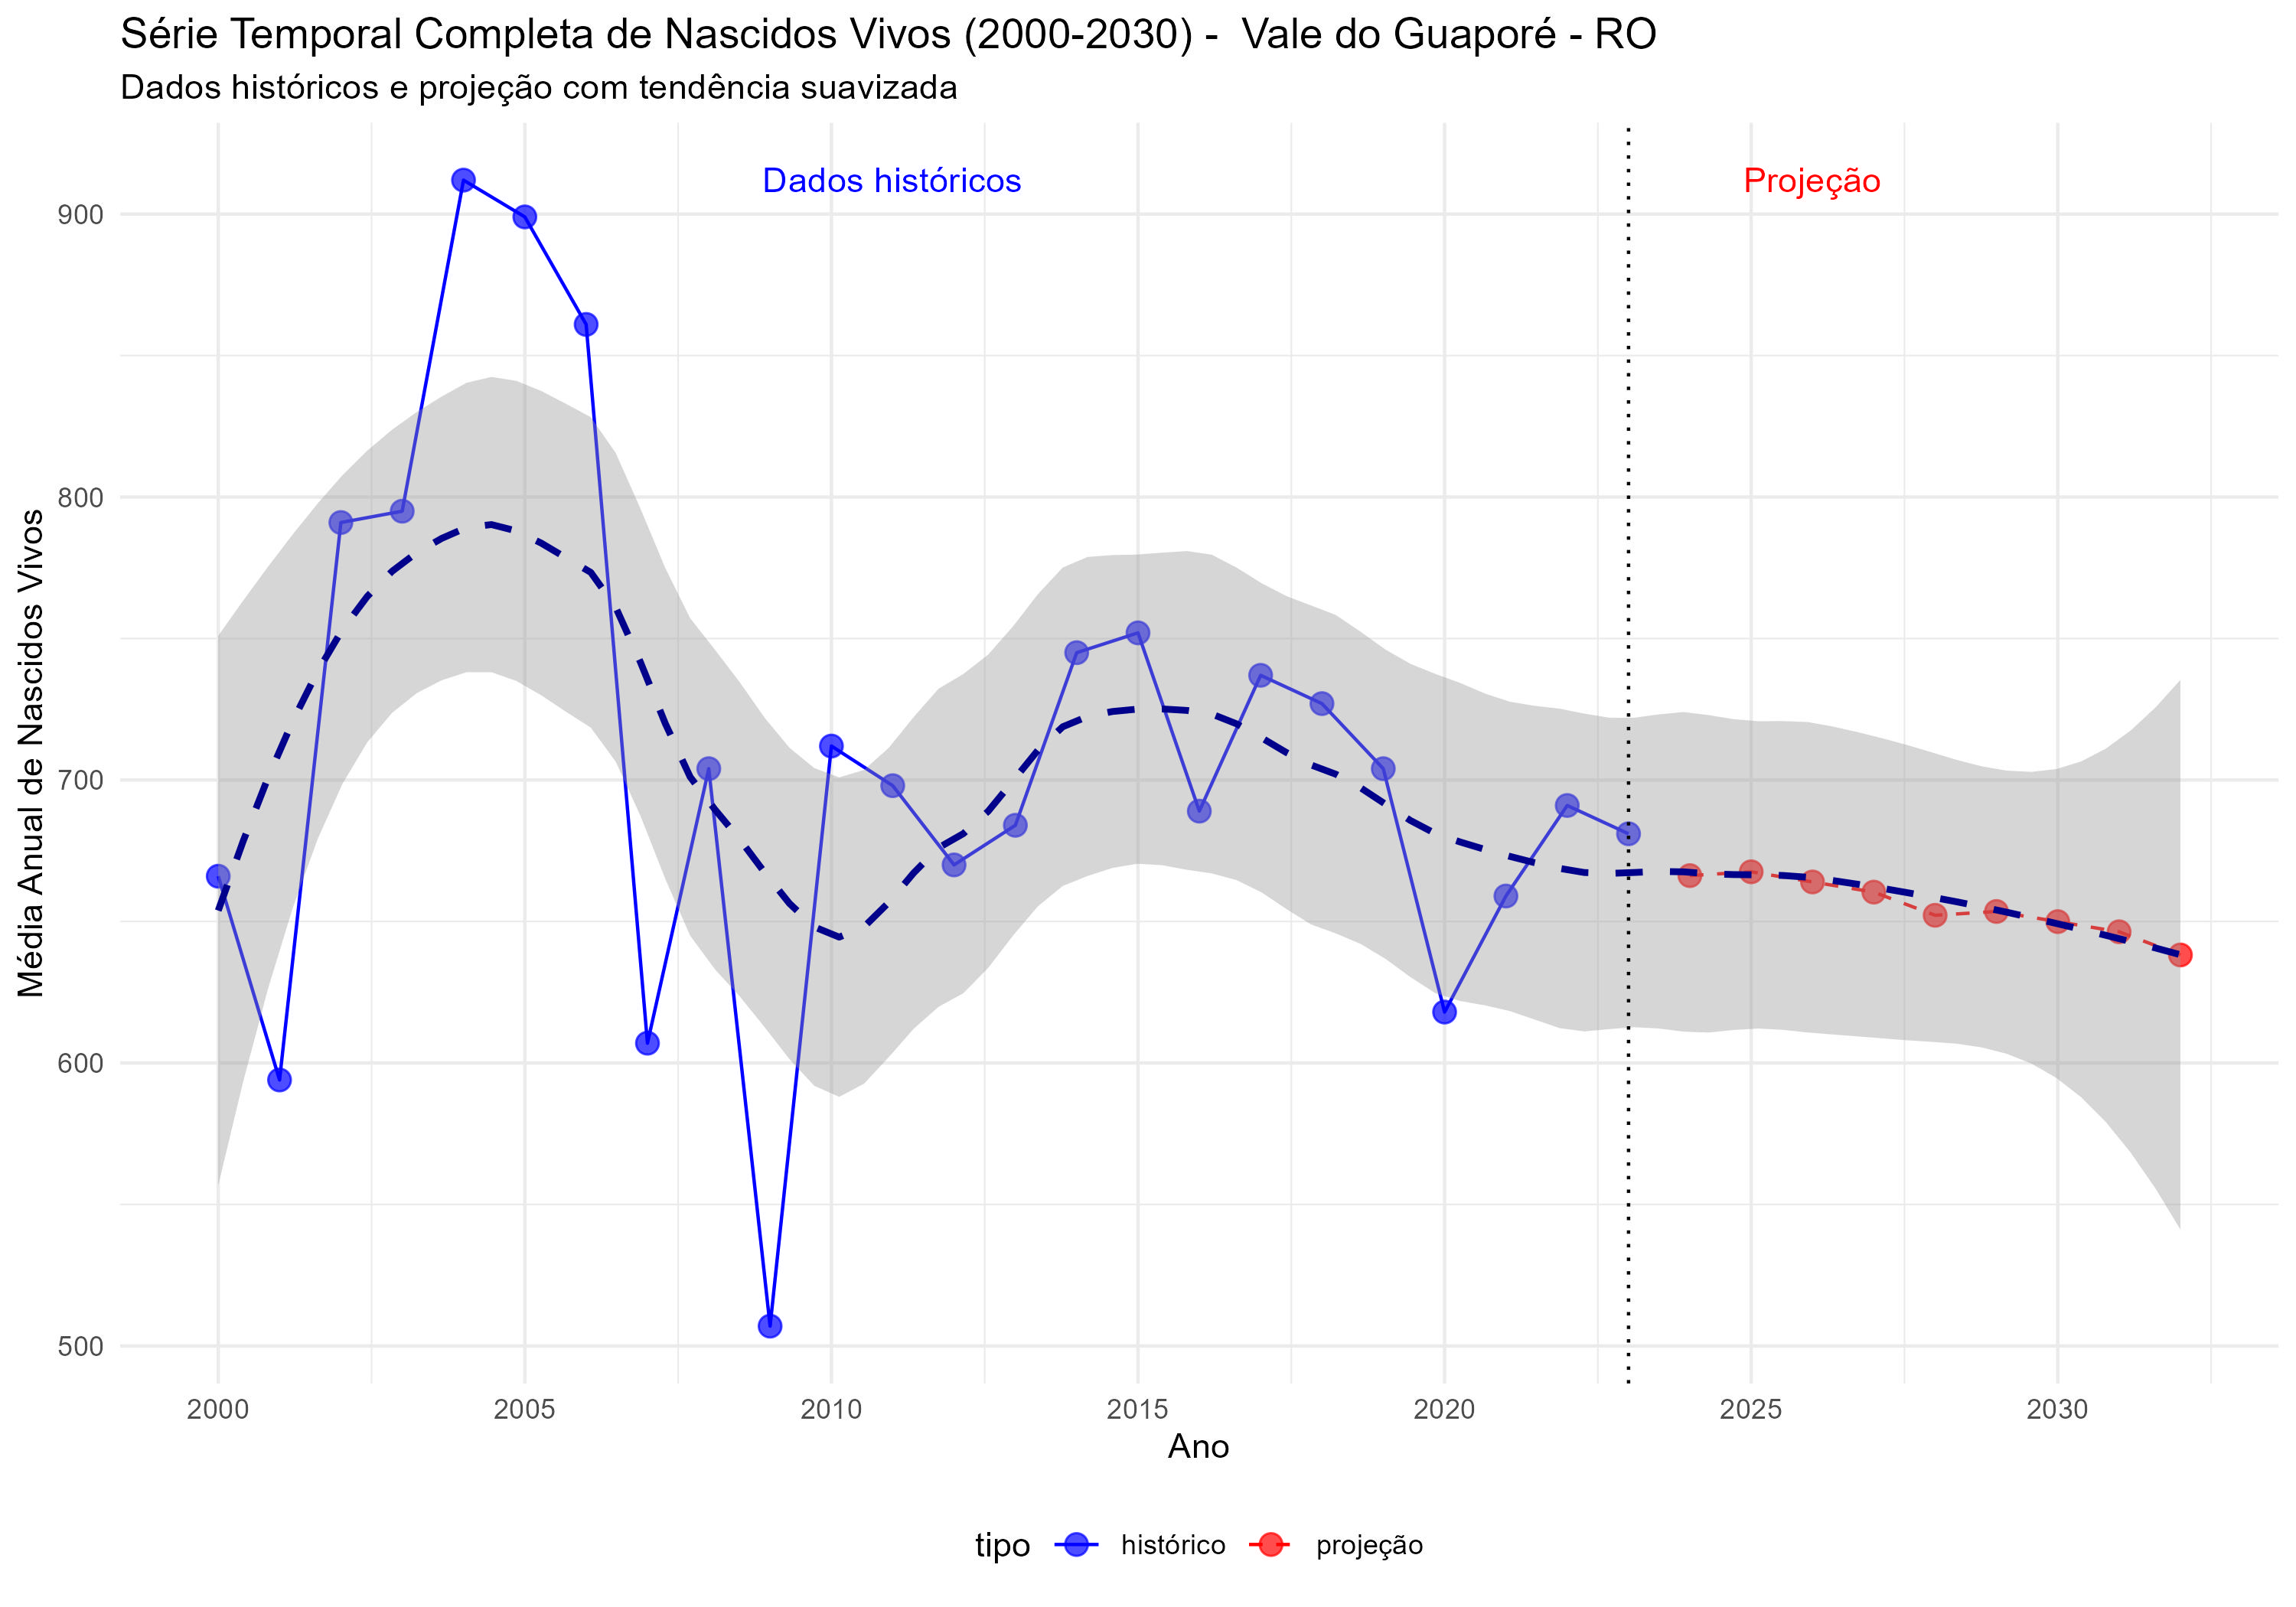 Série Temporal Completa de Nascidos Vivos (2000-2030) -  Vale do Guaporé - RO
Dados históricos e projeção com tendência suavizada
Dados históricos
Projeção
Média Anual de Nascidos Vivos
900
800
700
600
500
2000
2005
2010
2015
2020
2025
2030
Ano
tipo
histórico
projeção